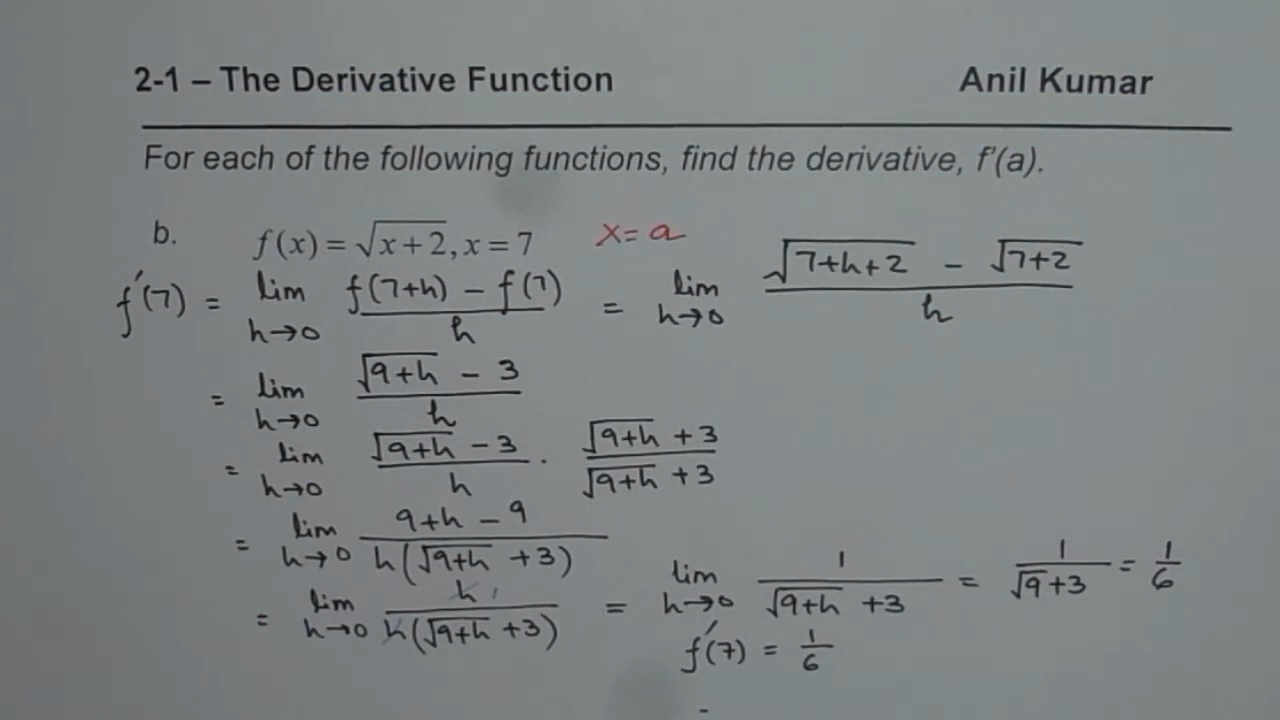 2-1 – The Derivative Function Anil Kumar
For each of the following functions, find the derivative, f'(a).
b. f(x) = √(x+2), x = 7 x = a
f'(7) = lim h→0 (f(7+h) − f(7))/h = lim h→0 (√(7+h+2) − √(7+2))/h
= lim h→0 (√(9+h) − 3)/h
= lim h→0 (√(9+h) − 3)/h · (√(9+h) + 3)/(√(9+h) + 3)
= lim h→0 (9+h − 9)/(h(√(9+h) + 3))
= lim h→0 h/(h(√(9+h) + 3)) = lim h→0 1/(√(9+h) + 3) = 1/(√9+3) = 1/6
f'(7) = 1/6